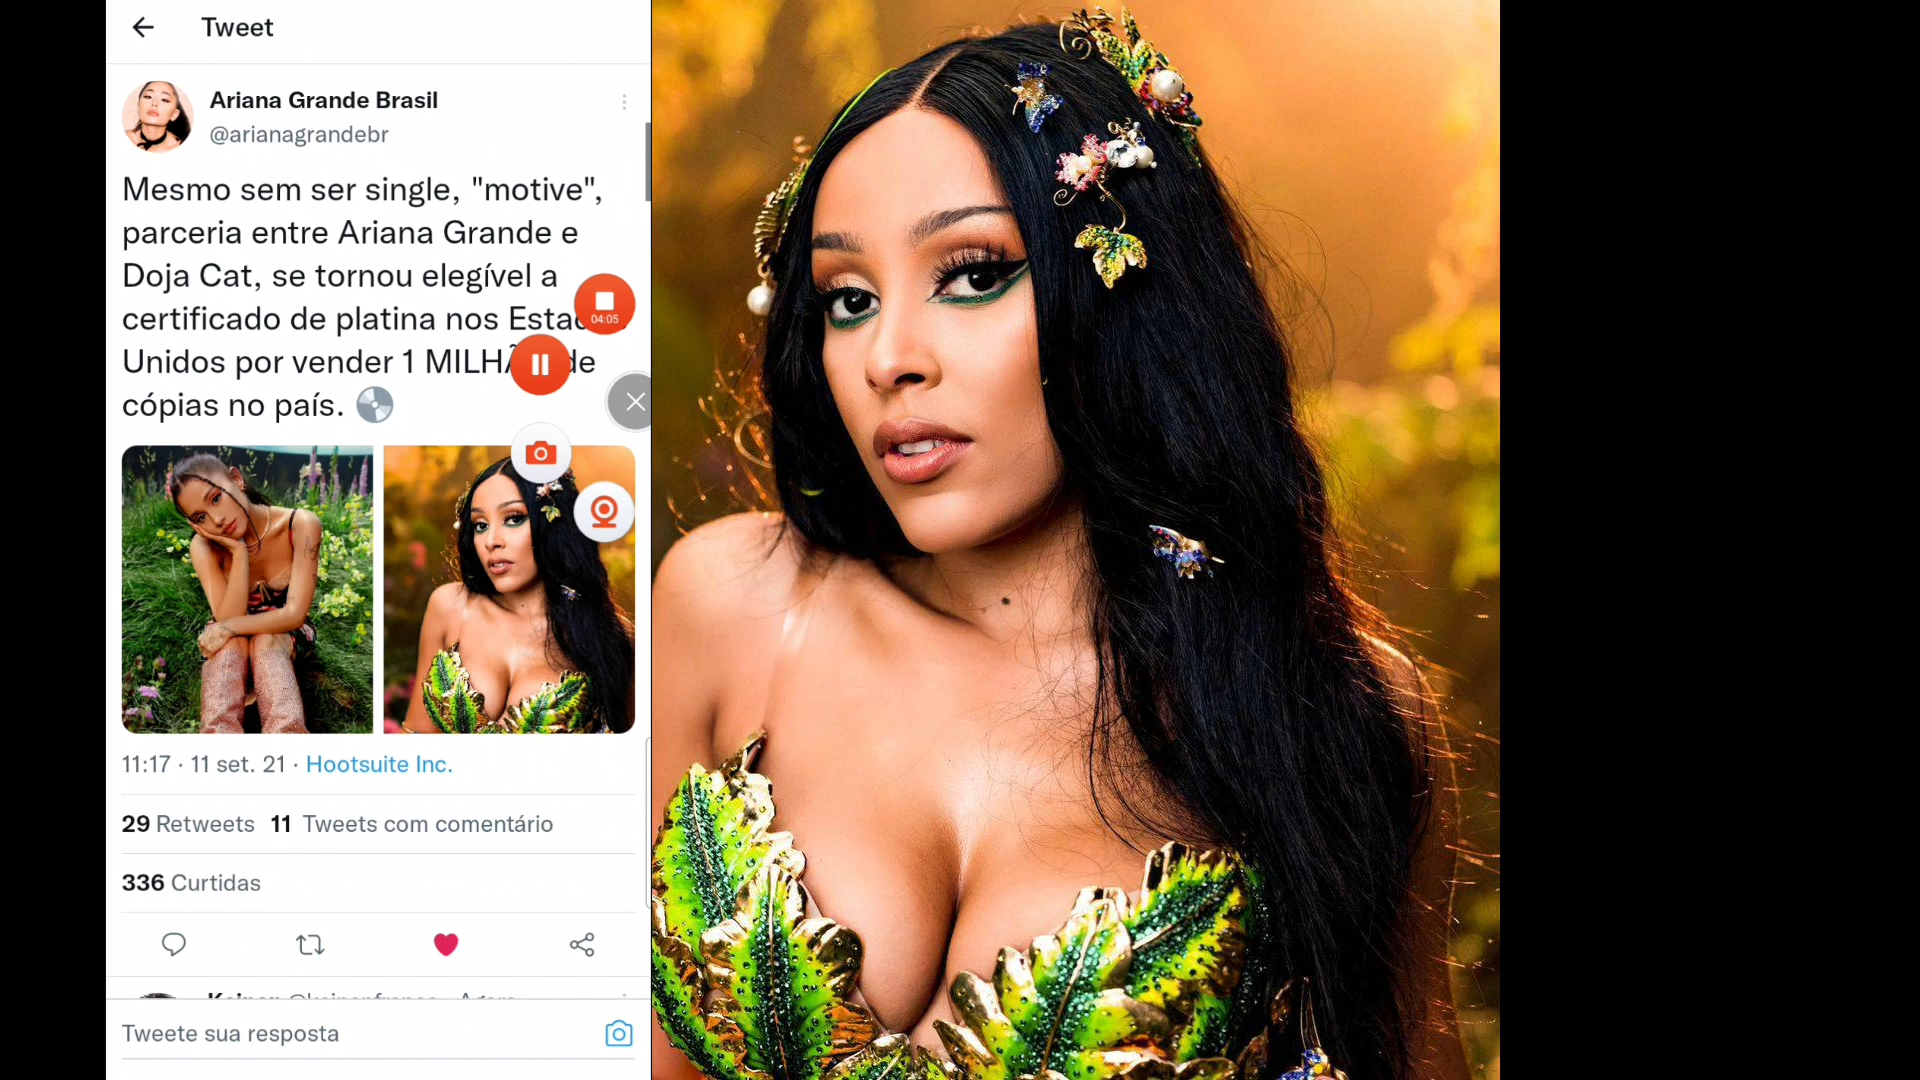 Tweet
Ariana Grande Brasil
@arianagrandebr
Mesmo sem ser single, "motive",
parceria entre Ariana Grande e
Doja Cat, se tornou elegível a
certificado de platina nos
Unidos por vender 1 de
cópias no país.
04:05
11:17 · 11 set. 21 · Hootsuite Inc.
29 Retweets 11 Tweets com comentário
336 Curtidas
Tweete sua resposta